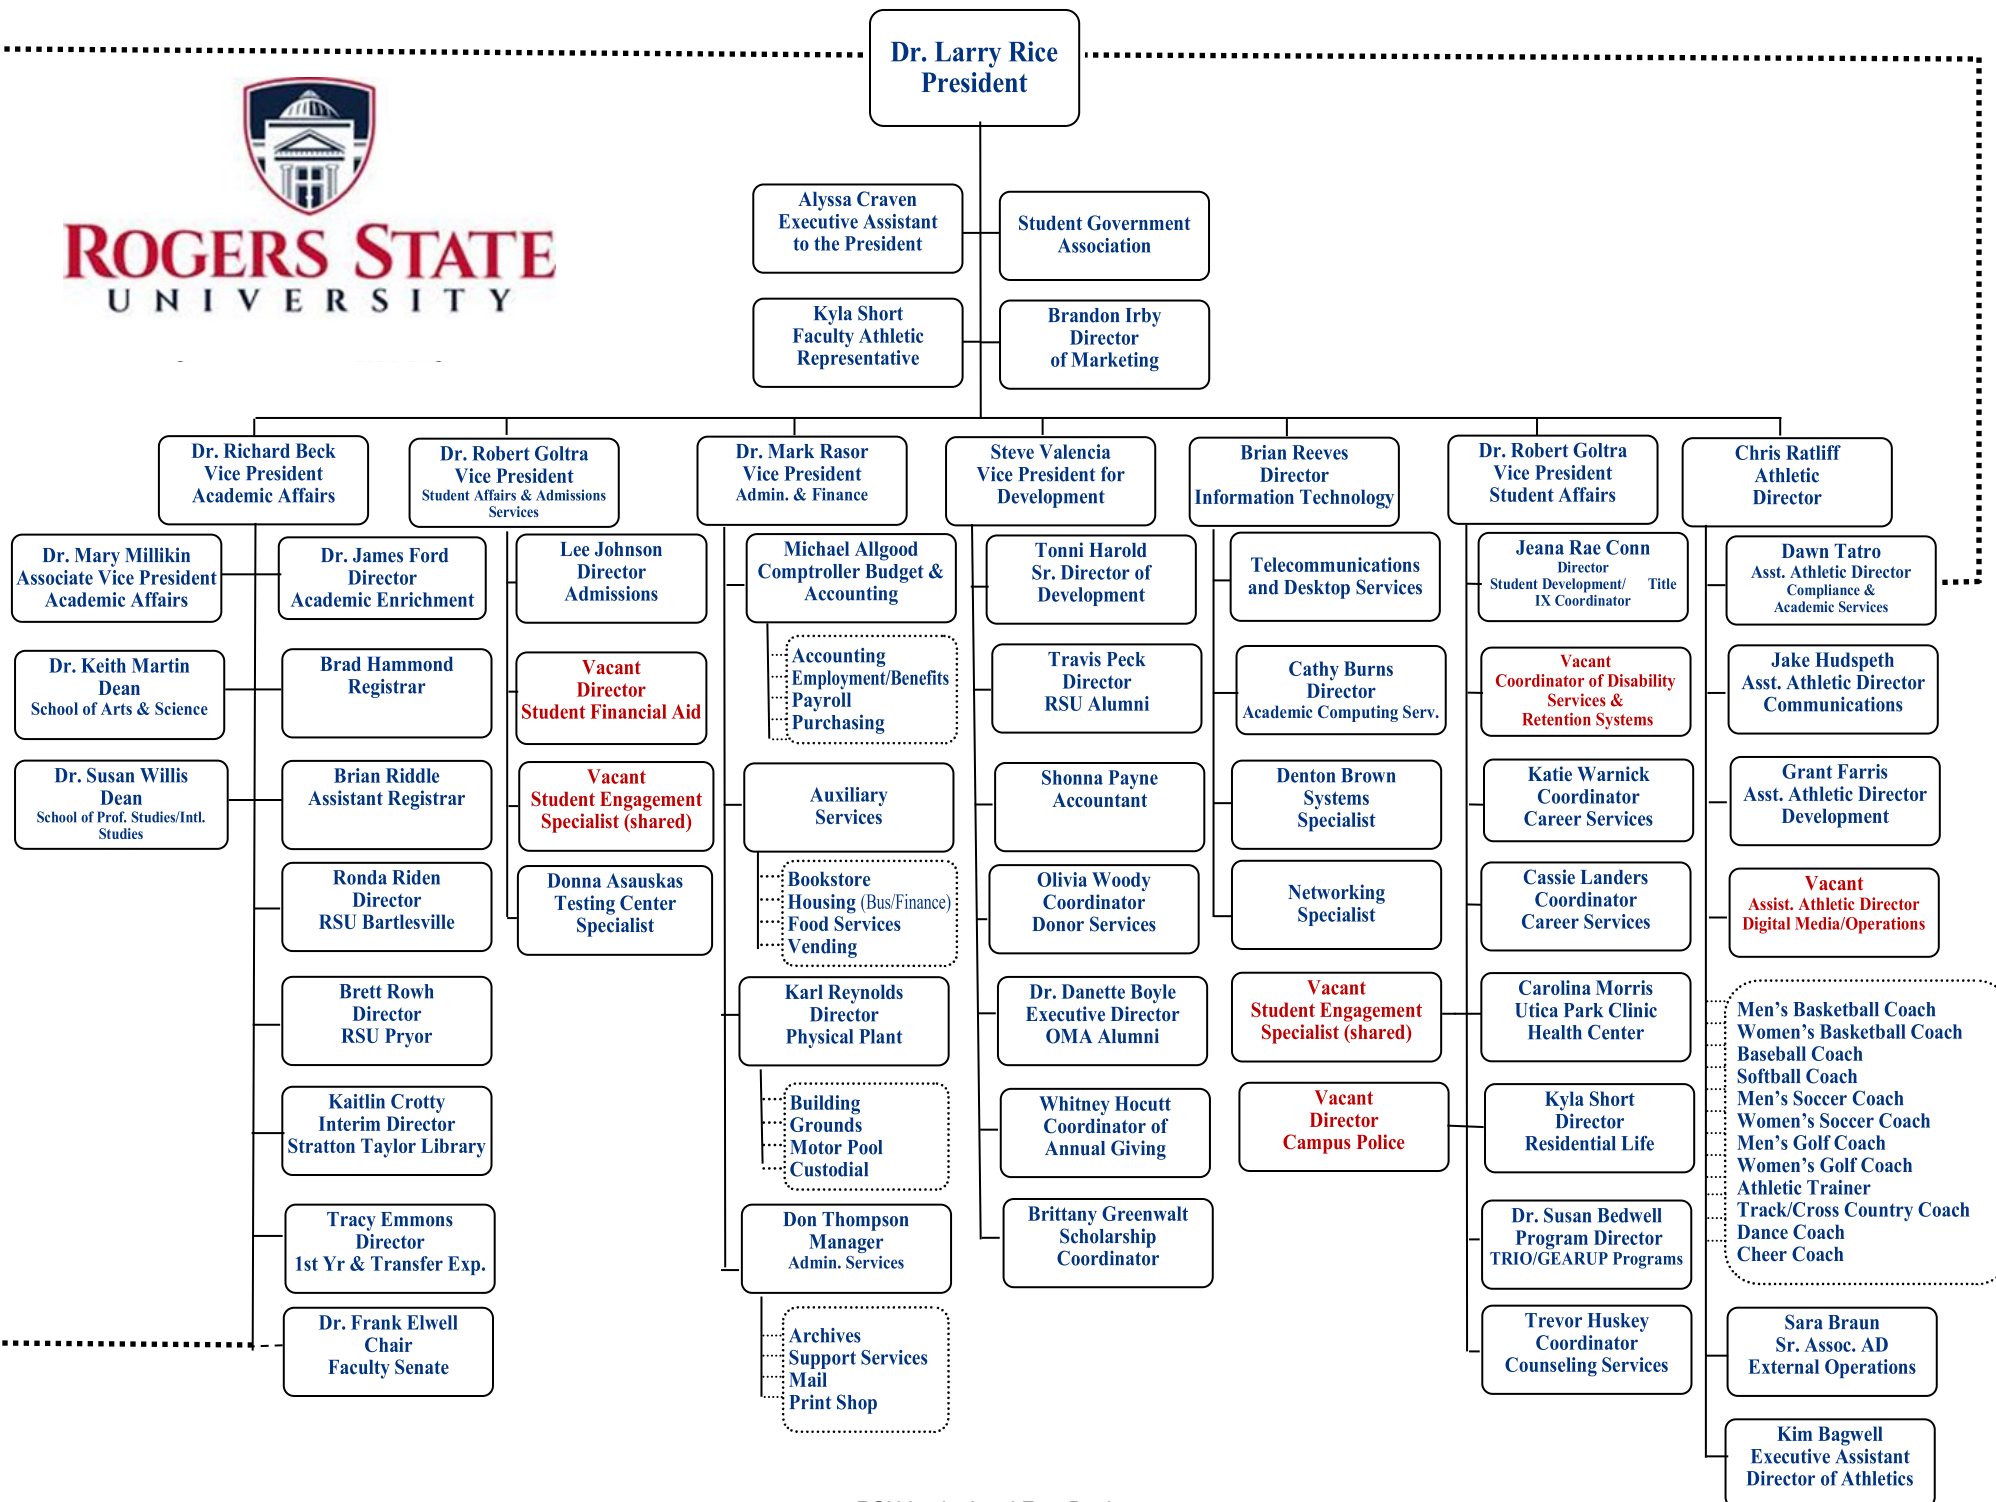 Dr. Larry Rice
President
ROGERS STATE
UNIVERSITY
Alyssa Craven
Executive Assistant
to the President
Student Government
Association
Kyla Short
Faculty Athletic
Representative
Brandon Irby
Director
of Marketing
Dr. Richard Beck
Vice President
Academic Affairs
Dr. Robert Goltra
Vice President
Student Affairs & Admissions
Services
Dr. Mark Rasor
Vice President
Admin. & Finance
Steve Valencia
Vice President for
Development
Brian Reeves
Director
Information Technology
Dr. Robert Goltra
Vice President
Student Affairs
Chris Ratliff
Athletic
Director
Dr. Mary Millikin
Associate Vice President
Academic Affairs
Dr. James Ford
Director
Academic Enrichment
Dr. Keith Martin
Dean
School of Arts & Science
Brad Hammond
Registrar
Dr. Susan Willis
Dean
School of Prof. Studies/Intl.
Studies
Brian Riddle
Assistant Registrar
Ronda Riden
Director
RSU Bartlesville
Brett Rowh
Director
RSU Pryor
Kaitlin Crotty
Interim Director
Stratton Taylor Library
Tracy Emmons
Director
1st Yr & Transfer Exp.
Dr. Frank Elwell
Chair
Faculty Senate
Lee Johnson
Director
Admissions
Vacant
Director
Student Financial Aid
Vacant
Student Engagement
Specialist (shared)
Donna Asauskas
Testing Center
Specialist
Michael Allgood
Comptroller Budget &
Accounting
Accounting
Employment/Benefits
Payroll
Purchasing
Auxiliary
Services
Bookstore
Housing (Bus/Finance)
Food Services
Vending
Karl Reynolds
Director
Physical Plant
Building
Grounds
Motor Pool
Custodial
Don Thompson
Manager
Admin. Services
Archives
Support Services
Mail
Print Shop
Tonni Harold
Sr. Director of
Development
Travis Peck
Director
RSU Alumni
Shonna Payne
Accountant
Olivia Woody
Coordinator
Donor Services
Dr. Danette Boyle
Executive Director
OMA Alumni
Whitney Hocutt
Coordinator of
Annual Giving
Brittany Greenwalt
Scholarship
Coordinator
Telecommunications
and Desktop Services
Cathy Burns
Director
Academic Computing Serv.
Denton Brown
Systems
Specialist
Networking
Specialist
Vacant
Student Engagement
Specialist (shared)
Vacant
Director
Campus Police
Jeana Rae Conn
Director
Student Development/ Title
IX Coordinator
Vacant
Coordinator of Disability
Services &
Retention Systems
Katie Warnick
Coordinator
Career Services
Cassie Landers
Coordinator
Career Services
Carolina Morris
Utica Park Clinic
Health Center
Kyla Short
Director
Residential Life
Dr. Susan Bedwell
Program Director
TRIO/GEARUP Programs
Trevor Huskey
Coordinator
Counseling Services
Dawn Tatro
Asst. Athletic Director
Compliance &
Academic Services
Jake Hudspeth
Asst. Athletic Director
Communications
Grant Farris
Asst. Athletic Director
Development
Vacant
Assist. Athletic Director
Digital Media/Operations
Men's Basketball Coach
Women's Basketball Coach
Baseball Coach
Softball Coach
Men's Soccer Coach
Women's Soccer Coach
Men's Golf Coach
Women's Golf Coach
Athletic Trainer
Track/Cross Country Coach
Dance Coach
Cheer Coach
Sara Braun
Sr. Assoc. AD
External Operations
Kim Bagwell
Executive Assistant
Director of Athletics